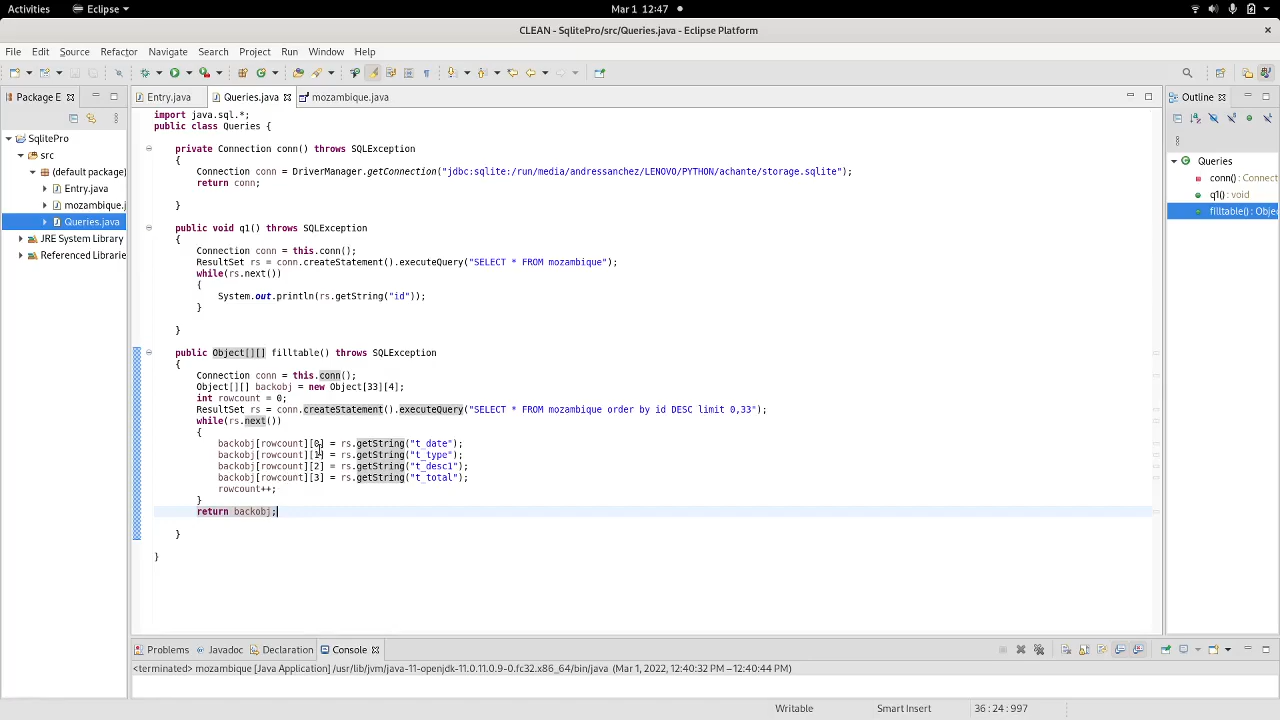 Activities Eclipse Mar 1 12:47
CLEAN - SqlitePro/src/Queries.java - Eclipse Platform
File Edit Source Refactor Navigate Search Project Run Window Help
Package E Entry.java Queries.java mozambique.java Outline
SqlitePro
src
(default package)
Entry.java
mozambique.j
Queries.java
JRE System Library
Referenced Librarie
import java.sql.*;
public class Queries {
private Connection conn() throws SQLException
{
Connection conn = DriverManager.getConnection("jdbc:sqlite:/run/media/andressanchez/LENOVO/PYTHON/achante/storage.sqlite");
return conn;
}
public void q1() throws SQLException
{
Connection conn = this.conn();
ResultSet rs = conn.createStatement().executeQuery("SELECT * FROM mozambique");
while(rs.next())
{
System.out.println(rs.getString("id"));
}
}
public Object[][] filltable() throws SQLException
{
Connection conn = this.conn();
Object[][] backobj = new Object[33][4];
int rowcount = 0;
ResultSet rs = conn.createStatement().executeQuery("SELECT * FROM mozambique order by id DESC limit 0,33");
while(rs.next())
{
backobj[rowcount][0] = rs.getString("t_date");
backobj[rowcount][1] = rs.getString("t_type");
backobj[rowcount][2] = rs.getString("t_desc1");
backobj[rowcount][3] = rs.getString("t_total");
rowcount++;
}
return backobj;
}
}
Queries
conn() : Connect
q1() : void
filltable() : Objec
Problems Javadoc Declaration Console
<terminated> mozambique [Java Application] /usr/lib/jvm/java-11-openjdk-11.0.11.0.9-0.fc32.x86_64/bin/java (Mar 1, 2022, 12:40:32 PM – 12:40:44 PM)
Writable Smart Insert 36 : 24 : 997